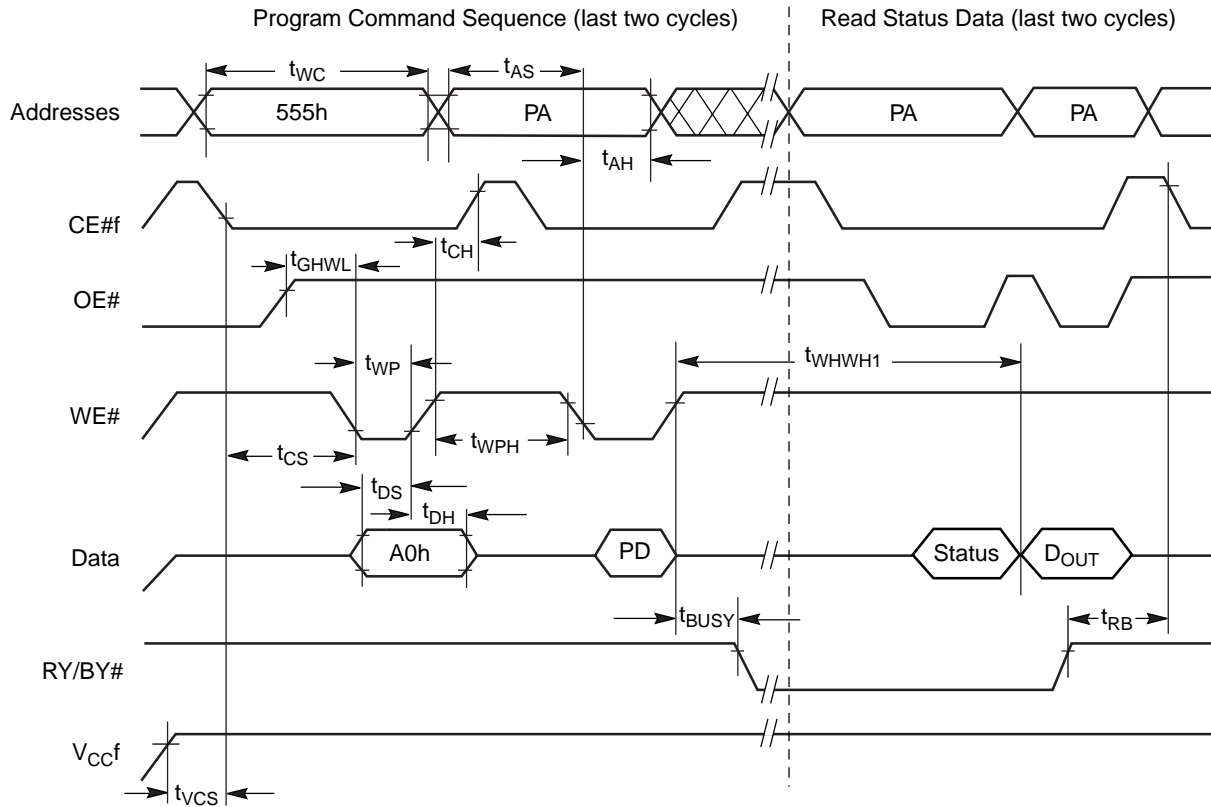 Program Command Sequence (last two cycles) Read Status Data (last two cycles)
tWC tAS
Addresses 555h PA PA PA
tAH
CE#f
tCH
tGHWL
OE#
tWP tWHWH1
WE#
tCS tWPH
tDS
tDH
Data A0h PD Status DOUT
tBUSY tRB
RY/BY#
VCCf
tVCS